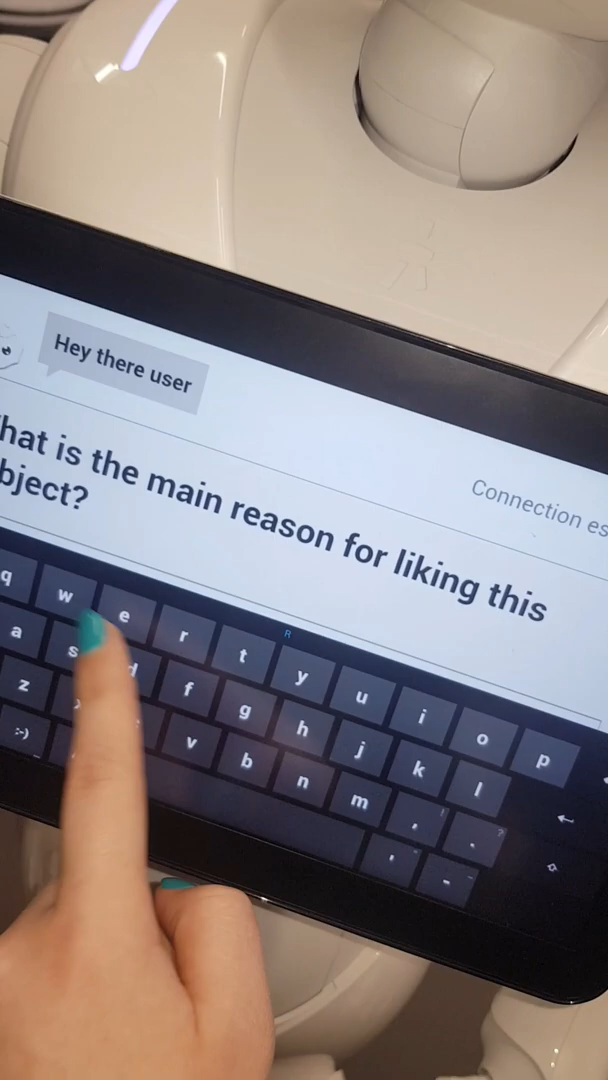 Hey there user
Connection es
hat is the main reason for liking this
bject?
R
q w e r t y u i o p
a s d f g h j k l
z v b n m , ! . ?
:-) ' " - _